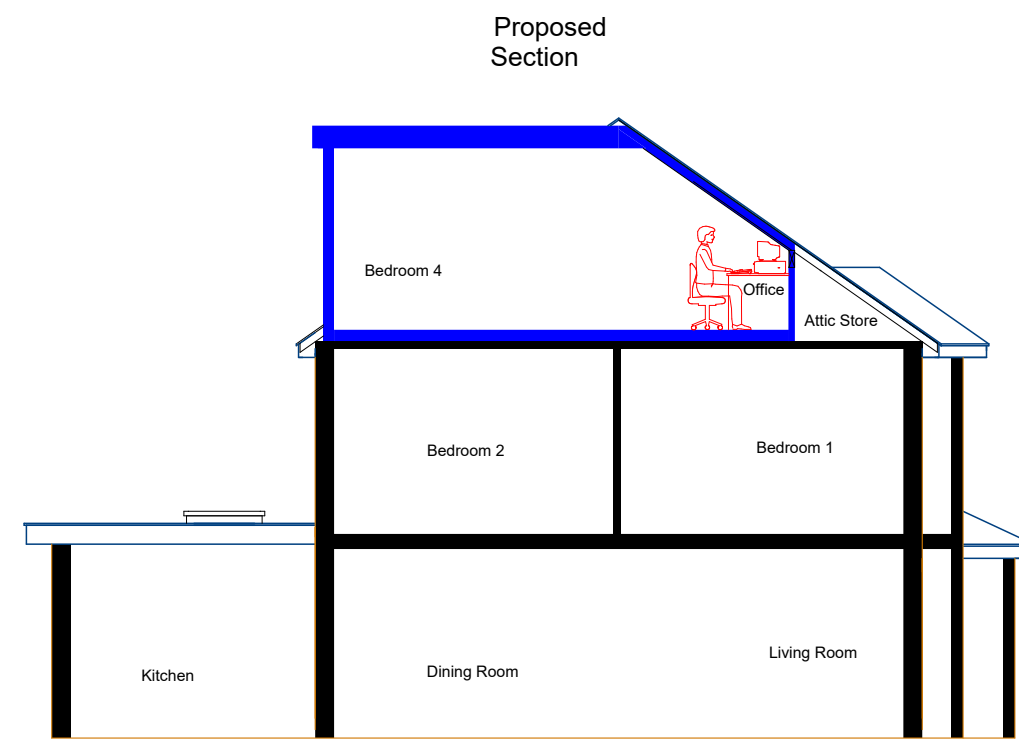 Proposed
Section
Bedroom 4
Office
Attic Store
Bedroom 2
Bedroom 1
Kitchen
Dining Room
Living Room